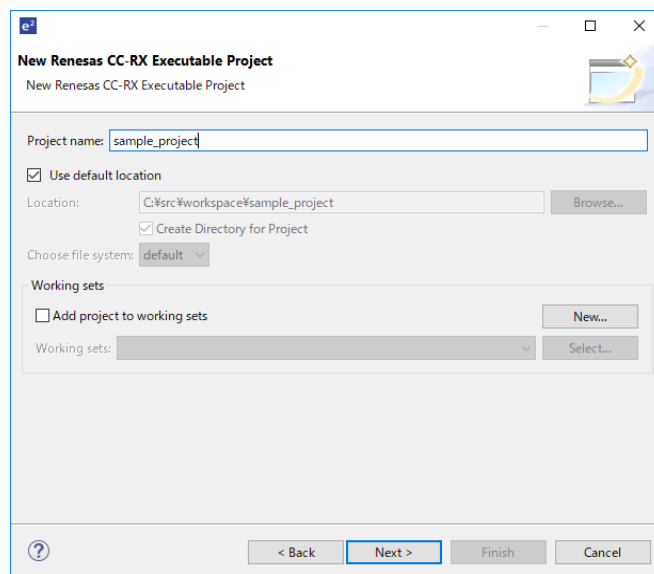 e²
New Renesas CC-RX Executable Project
New Renesas CC-RX Executable Project
Project name: sample_project
Use default location
Location: C:¥src¥workspace¥sample_project Browse...
Create Directory for Project
Choose file system: default
Working sets
Add project to working sets New...
Working sets: Select...
? < Back Next > Finish Cancel